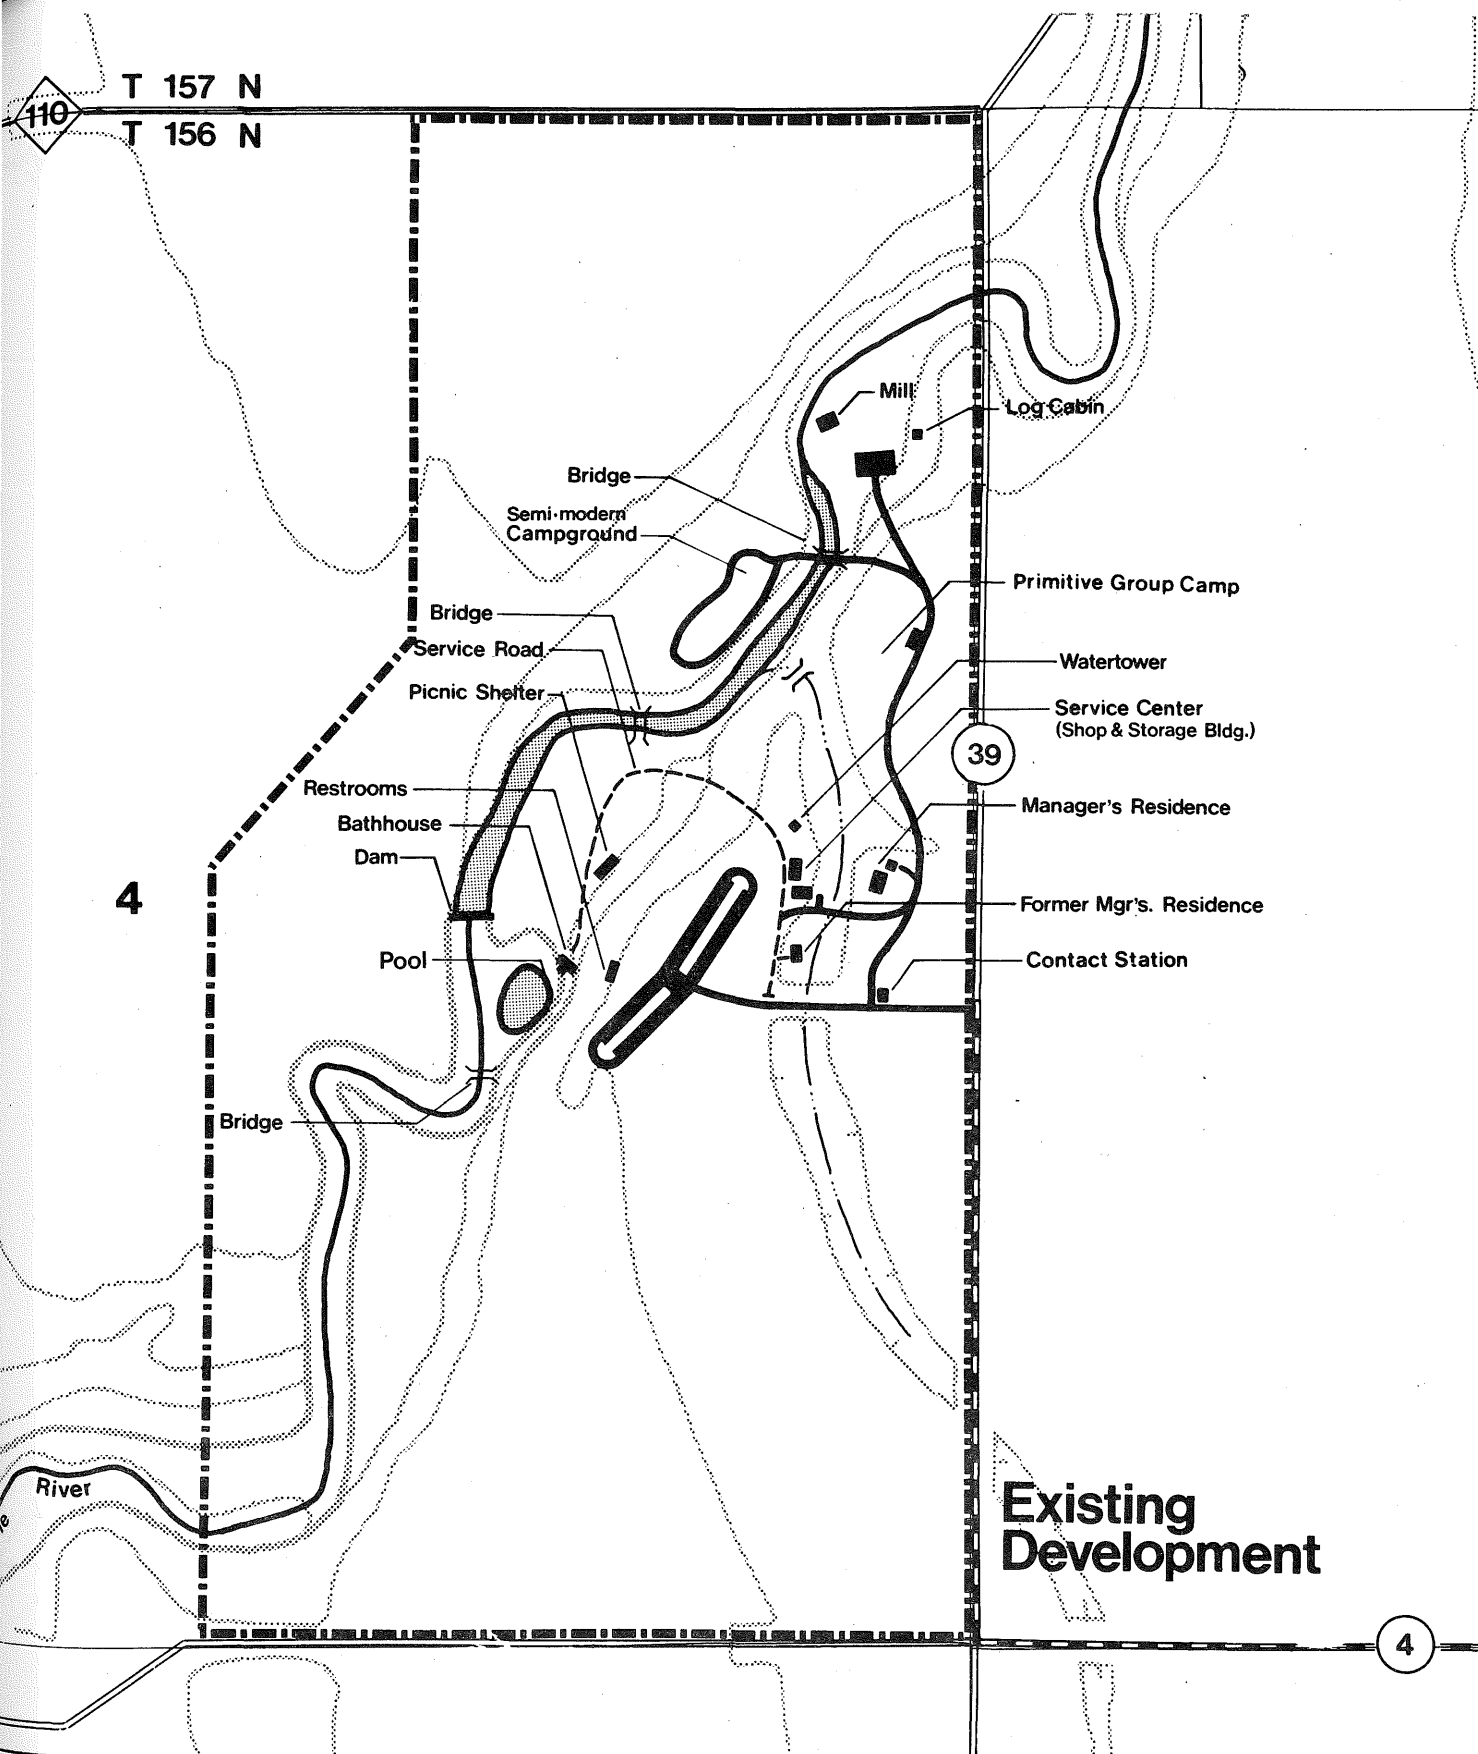 T 157 N
110
T 156 N
Mill
Log Cabin
Bridge
Semi-modern
Campground
Primitive Group Camp
Bridge
Service Road
Watertower
Picnic Shelter
Service Center
(Shop & Storage Bldg.)
39
Restrooms
Manager's Residence
Bathhouse
Dam
4
Former Mgr's. Residence
Pool
Contact Station
Bridge
River
Existing
Development
4